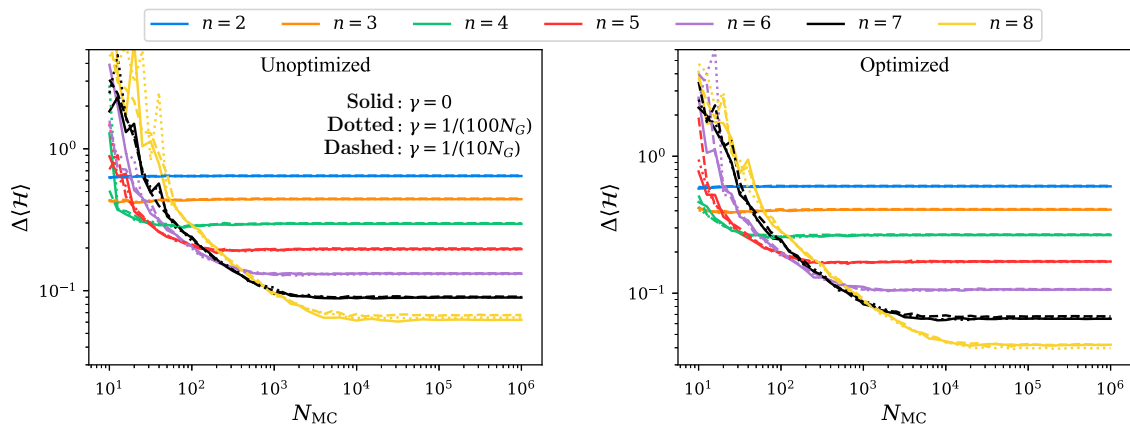 n = 2 n = 3 n = 4 n = 5 n = 6 n = 7 n = 8
Unoptimized
Solid : γ = 0
Dotted : γ = 1/(100N_G)
Dashed : γ = 1/(10N_G)
10^0
10^{-1}
Δ⟨ℋ⟩
10^1 10^2 10^3 10^4 10^5 10^6
N_MC
Optimized
10^0
10^{-1}
Δ⟨ℋ⟩
10^1 10^2 10^3 10^4 10^5 10^6
N_MC